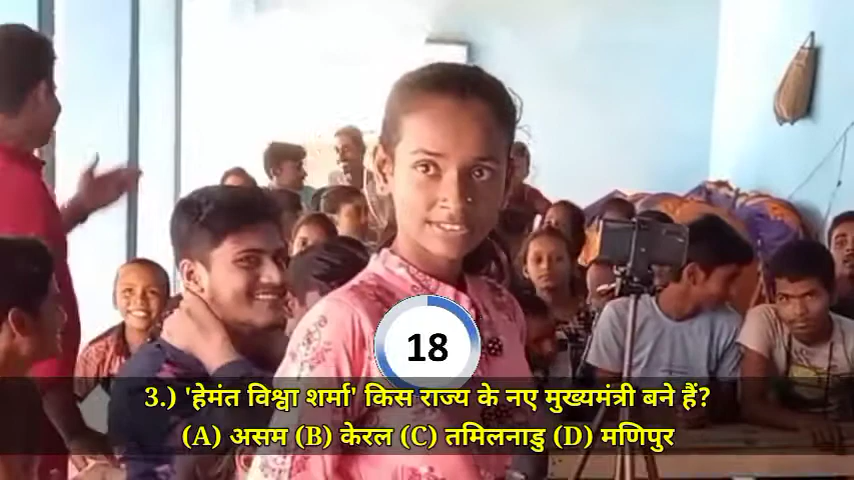 18
3.) 'हेमंत विश्वा शर्मा' किस राज्य के नए मुख्यमंत्री बने हैं?
(A) असम (B) केरल (C) तमिलनाडु (D) मणिपुर